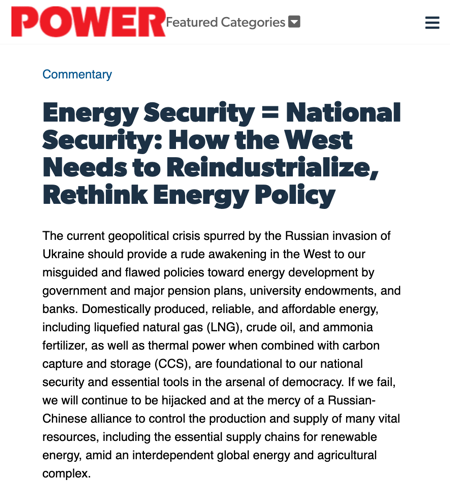 POWER Featured Categories
Commentary
Energy Security = National
Security: How the West
Needs to Reindustrialize,
Rethink Energy Policy
The current geopolitical crisis spurred by the Russian invasion of
Ukraine should provide a rude awakening in the West to our
misguided and flawed policies toward energy development by
government and major pension plans, university endowments, and
banks. Domestically produced, reliable, and affordable energy,
including liquefied natural gas (LNG), crude oil, and ammonia
fertilizer, as well as thermal power when combined with carbon
capture and storage (CCS), are foundational to our national
security and essential tools in the arsenal of democracy. If we fail,
we will continue to be hijacked and at the mercy of a Russian-
Chinese alliance to control the production and supply of many vital
resources, including the essential supply chains for renewable
energy, amid an interdependent global energy and agricultural
complex.